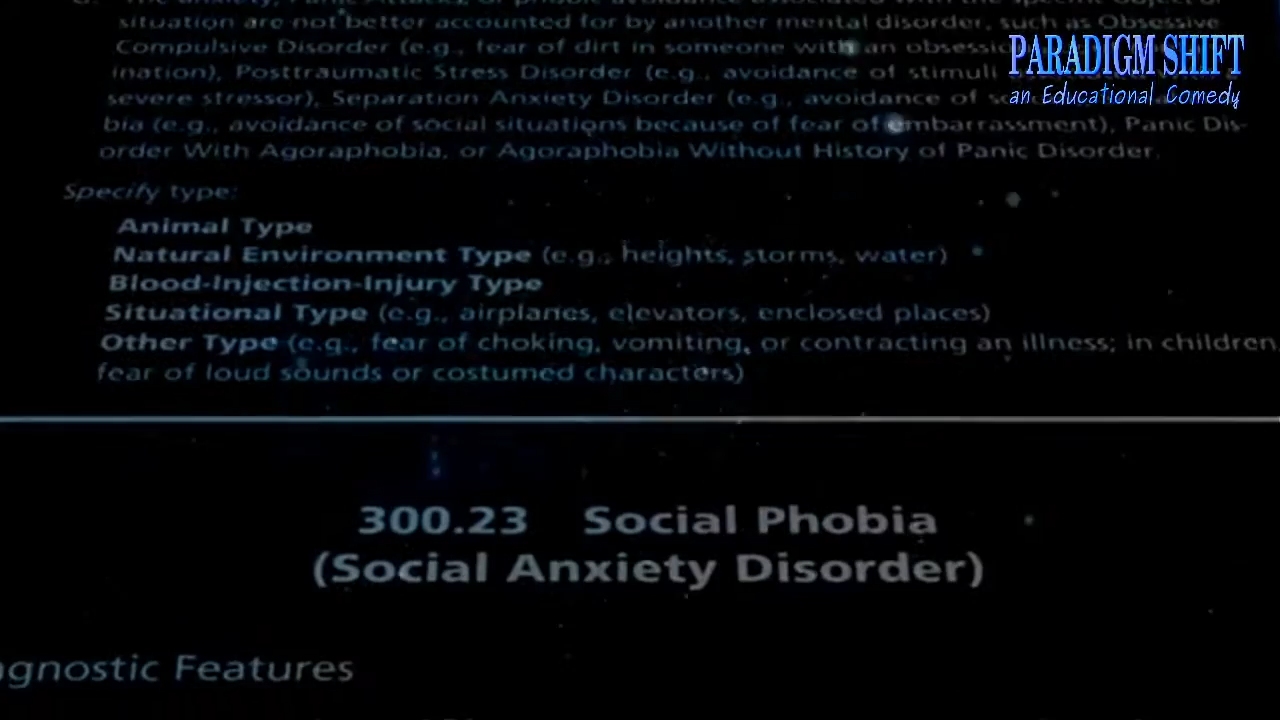 situation are not better accounted for by another mental disorder, such as Obsessive
Compulsive Disorder (e.g., fear of dirt in someone with an
ination), Posttraumatic Stress Disorder (e.g., avoidance of stimuli
severe stressor), Separation Anxiety Disorder (e.g., avoidance of
bia (e.g., avoidance of social situations because of fear of embarrassment), Panic Dis-
order With Agoraphobia, or Agoraphobia Without History of Panic Disorder.
Specify type:
Animal Type
Natural Environment Type (e.g., heights, storms, water)
Blood-Injection-Injury Type
Situational Type (e.g., airplanes, elevators, enclosed places)
Other Type (e.g., fear of choking, vomiting, or contracting an illness; in children,
fear of loud sounds or costumed characters)
300.23 Social Phobia
(Social Anxiety Disorder)
agnostic Features
PARADIGM SHIFT
an Educational Comedy